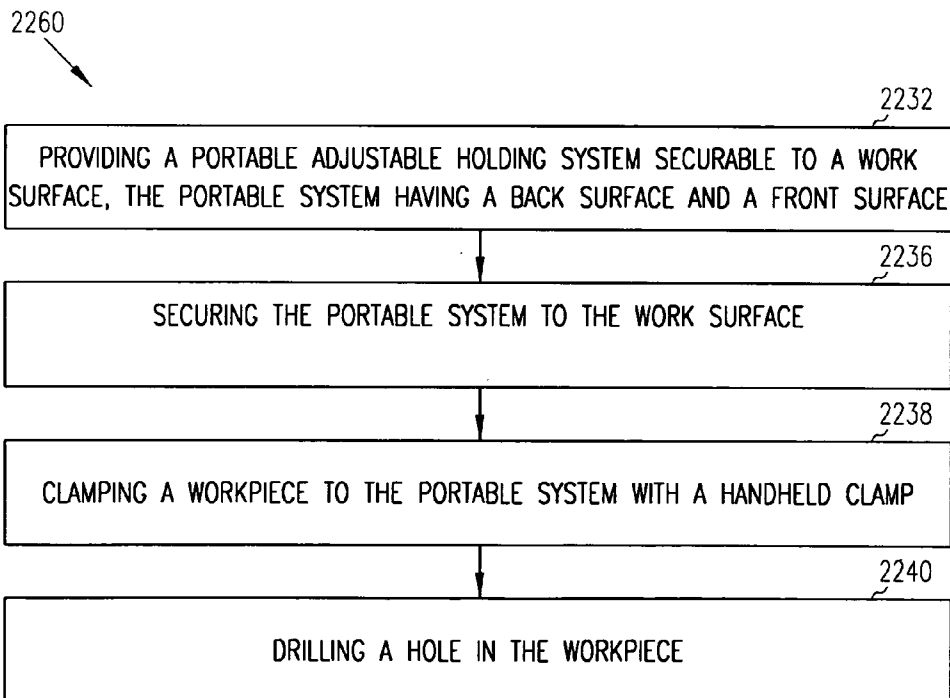 2260
2232
PROVIDING A PORTABLE ADJUSTABLE HOLDING SYSTEM SECURABLE TO A WORK
SURFACE, THE PORTABLE SYSTEM HAVING A BACK SURFACE AND A FRONT SURFACE
2236
SECURING THE PORTABLE SYSTEM TO THE WORK SURFACE
2238
CLAMPING A WORKPIECE TO THE PORTABLE SYSTEM WITH A HANDHELD CLAMP
2240
DRILLING A HOLE IN THE WORKPIECE